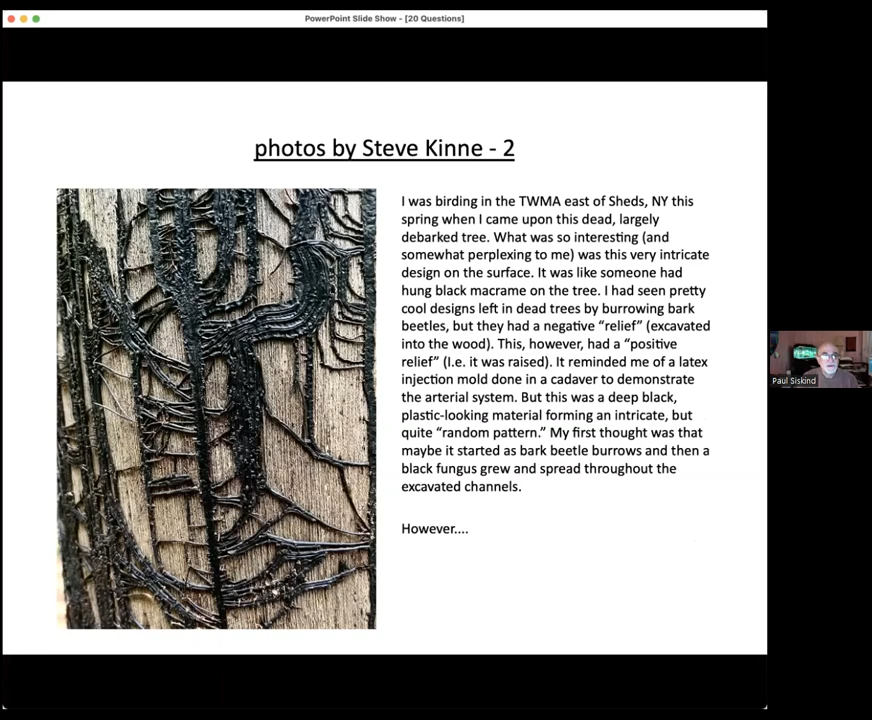 PowerPoint Slide Show - [20 Questions]
photos by Steve Kinne - 2
I was birding in the TWMA east of Sheds, NY this
spring when I came upon this dead, largely
debarked tree. What was so interesting (and
somewhat perplexing to me) was this very intricate
design on the surface. It was like someone had
hung black macrame on the tree. I had seen pretty
cool designs left in dead trees by burrowing bark
beetles, but they had a negative “relief” (excavated
into the wood). This, however, had a “positive
relief” (I.e. it was raised). It reminded me of a latex
injection mold done in a cadaver to demonstrate
the arterial system. But this was a deep black,
plastic-looking material forming an intricate, but
quite “random pattern.” My first thought was that
maybe it started as bark beetle burrows and then a
black fungus grew and spread throughout the
excavated channels.
However....
Paul Siskind